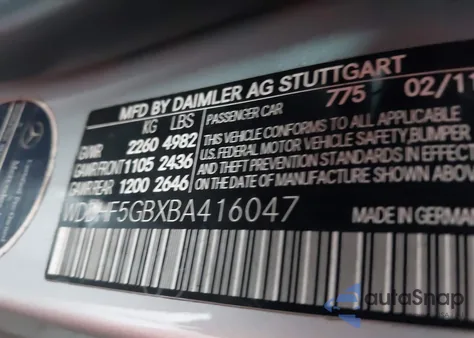 MFD BY DAIMLER AG STUTTGART
KG LBS PASSENGER CAR 775 02/11
GVWR 2260 4982 THIS VEHICLE CONFORMS TO ALL APPLICABLE
GAWR FRONT 1105 2436 U.S. FEDERAL MOTOR VEHICLE SAFETY, BUMPER
GAWR REAR 1200 2646 AND THEFT PREVENTION STANDARDS IN EFFECT
ON THE DATE OF MANUFACTURE SHOWN ABOVE.
WDDHF5GBXBA416047 MADE IN GERMAN
autoSnap